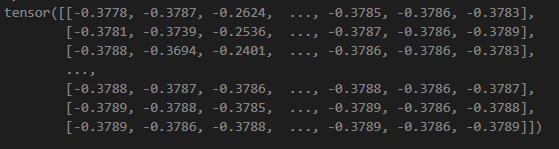 tensor([[-0.3778, -0.3787, -0.2624, ..., -0.3785, -0.3786, -0.3783],
[-0.3781, -0.3739, -0.2536, ..., -0.3787, -0.3786, -0.3789],
[-0.3788, -0.3694, -0.2401, ..., -0.3786, -0.3786, -0.3783],
...,
[-0.3788, -0.3787, -0.3786, ..., -0.3788, -0.3786, -0.3787],
[-0.3789, -0.3788, -0.3785, ..., -0.3789, -0.3786, -0.3788],
[-0.3789, -0.3786, -0.3788, ..., -0.3789, -0.3786, -0.3789]])